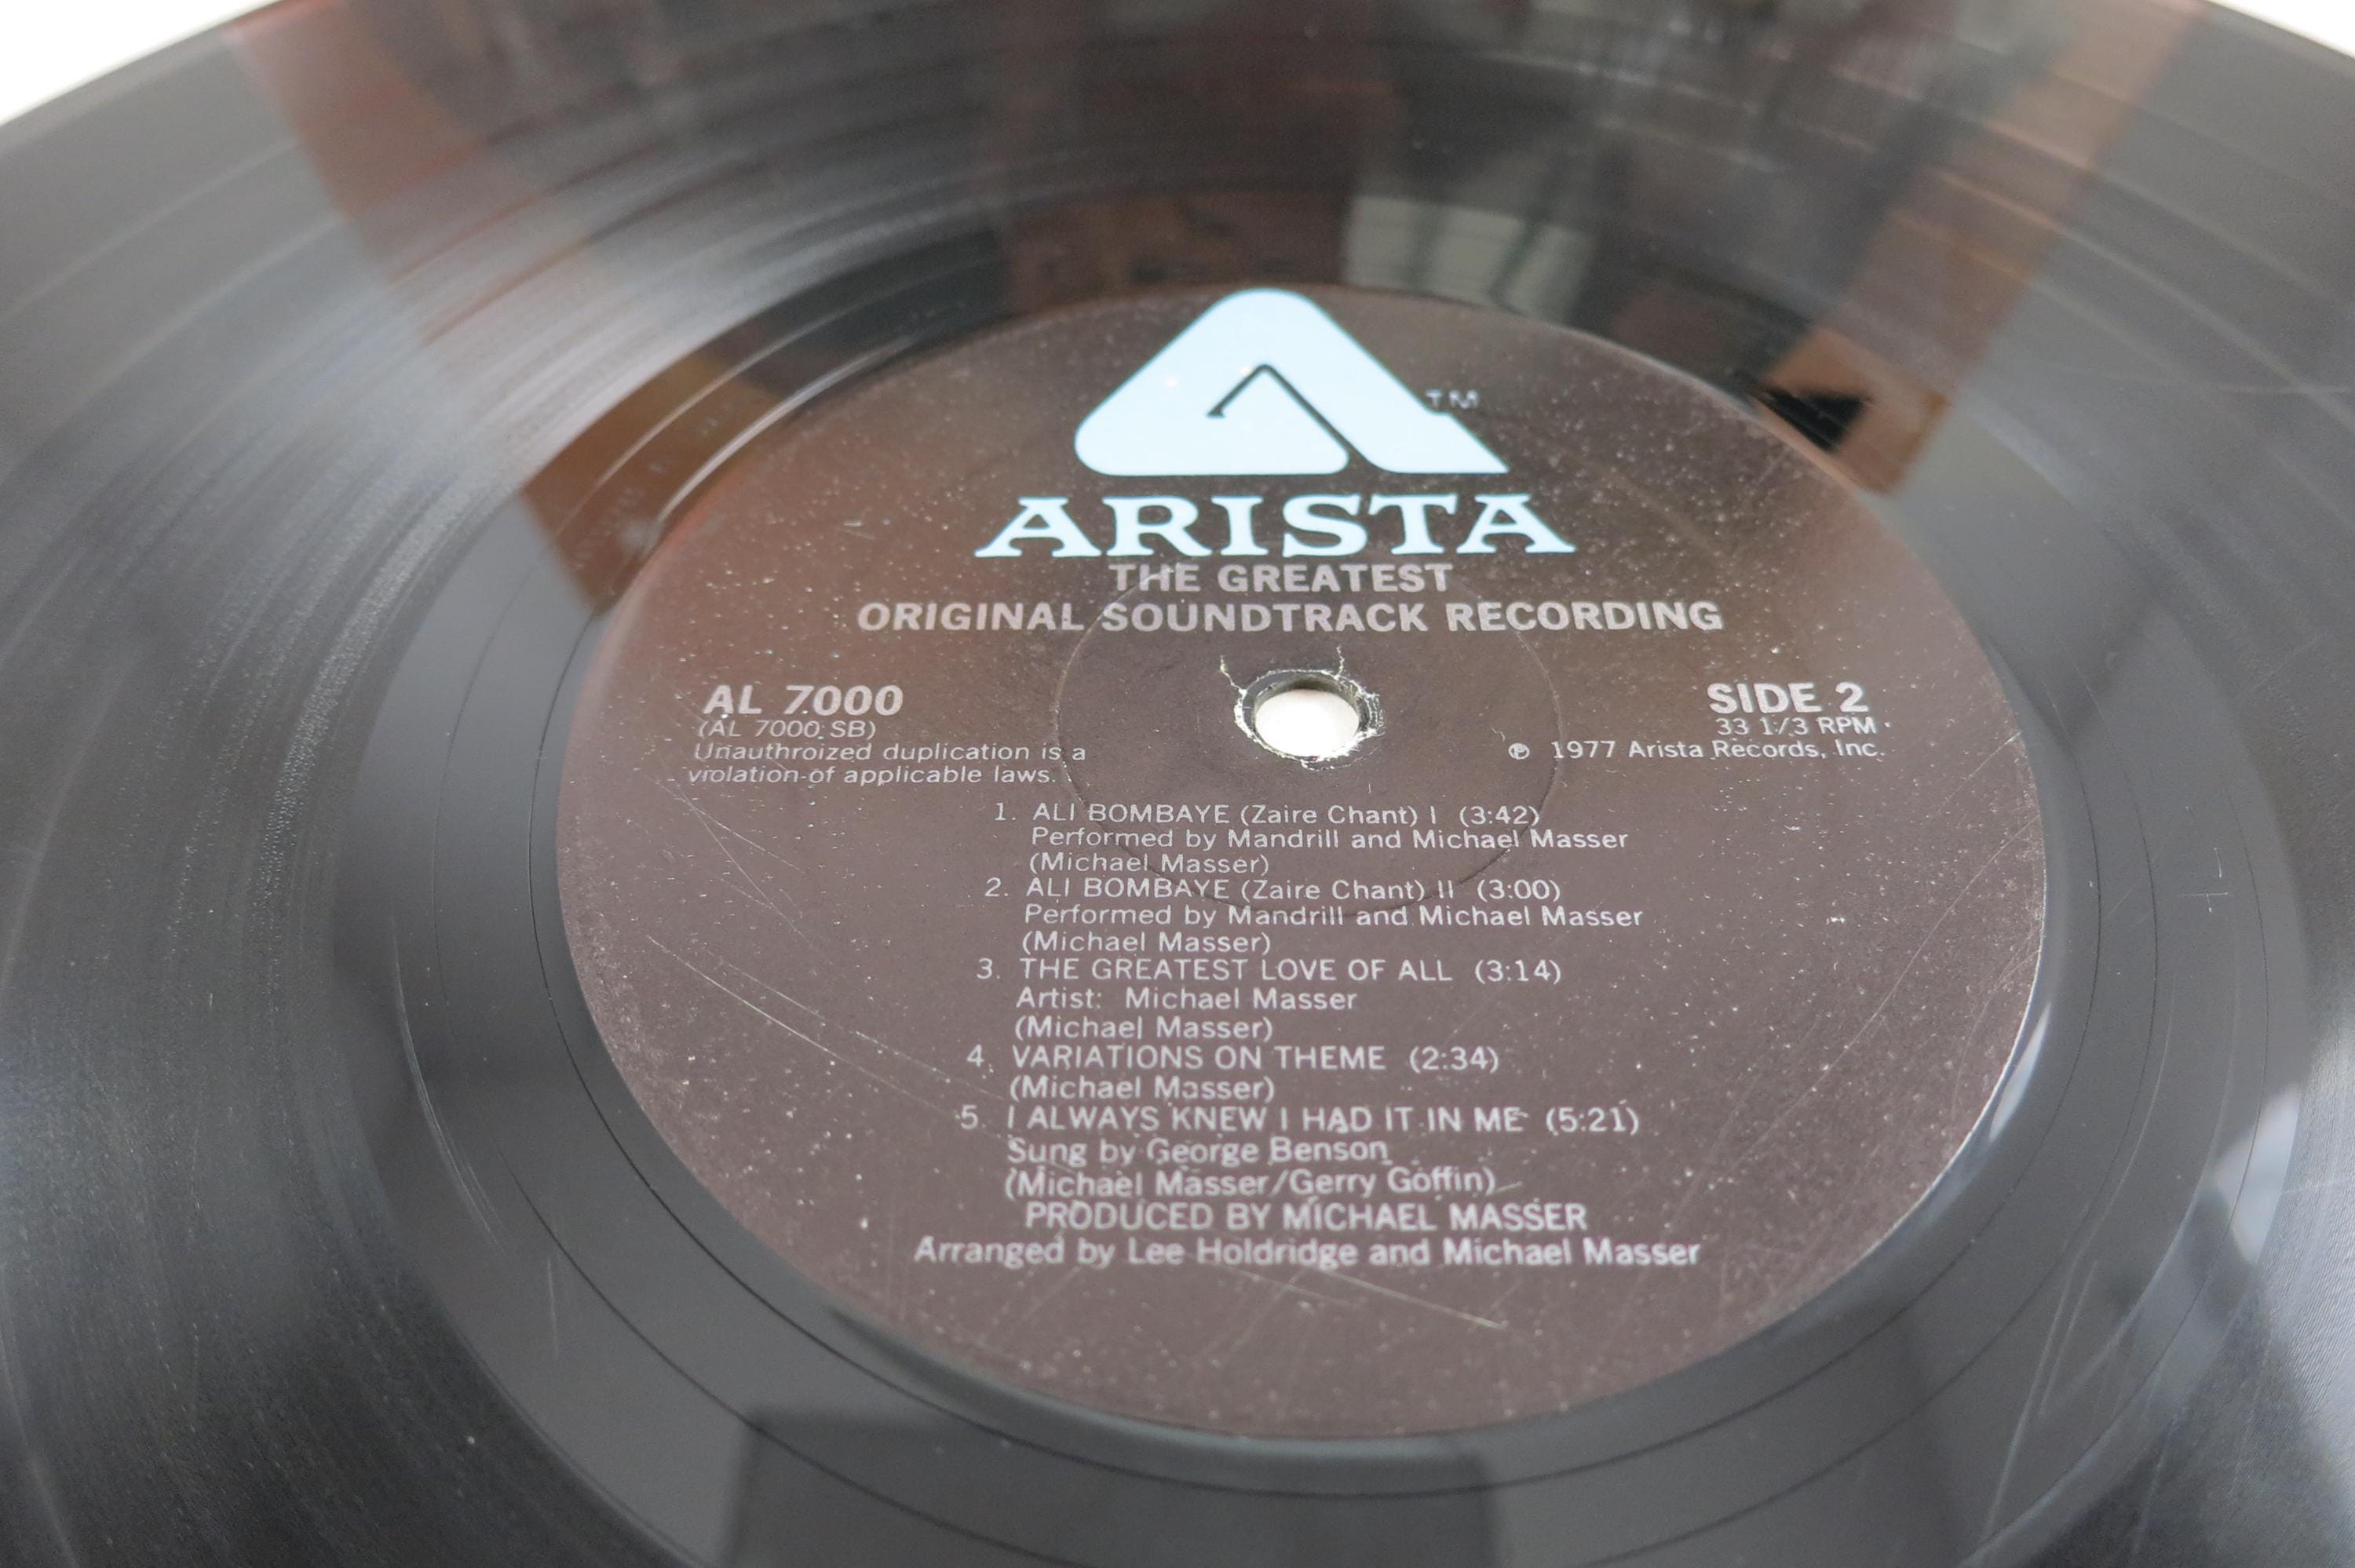 TM
ARISTA
THE GREATEST
ORIGINAL SOUNDTRACK RECORDING
AL 7000
(AL 7000 SB)
Unauthroized duplication is a
violation of applicable laws.
SIDE 2
33 1/3 RPM
℗ 1977 Arista Records, Inc.
1. ALI BOMBAYE (Zaire Chant) I (3:42)
Performed by Mandrill and Michael Masser
(Michael Masser)
2. ALI BOMBAYE (Zaire Chant) II (3:00)
Performed by Mandrill and Michael Masser
(Michael Masser)
3. THE GREATEST LOVE OF ALL (3:14)
Artist: Michael Masser
(Michael Masser)
4. VARIATIONS ON THEME (2:34)
(Michael Masser)
5. I ALWAYS KNEW I HAD IT IN ME (5:21)
Sung by George Benson
(Michael Masser/Gerry Goffin)
PRODUCED BY MICHAEL MASSER
Arranged by Lee Holdridge and Michael Masser